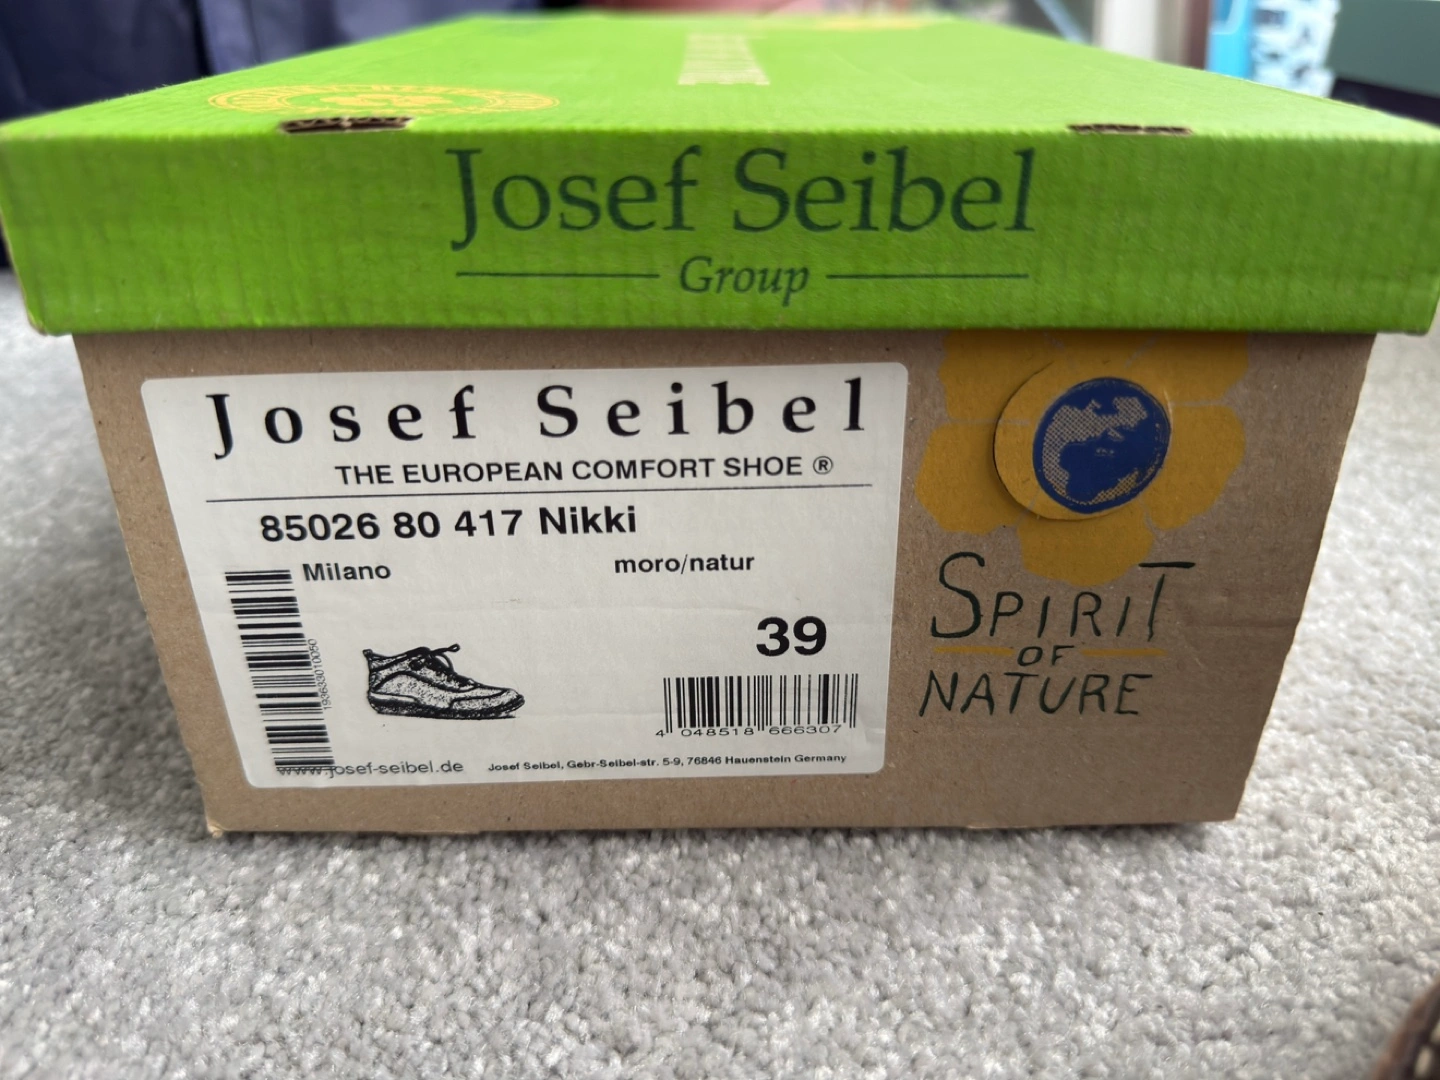 Josef Seibel
Group
Josef Seibel
THE EUROPEAN COMFORT SHOE ®
85026 80 417 Nikki
Milano moro/natur
39
4 048518 666307
www.josef-seibel.de Josef Seibel, Gebr-Seibel-str. 5-9, 76846 Hauenstein Germany
SPIRIT
OF
NATURE